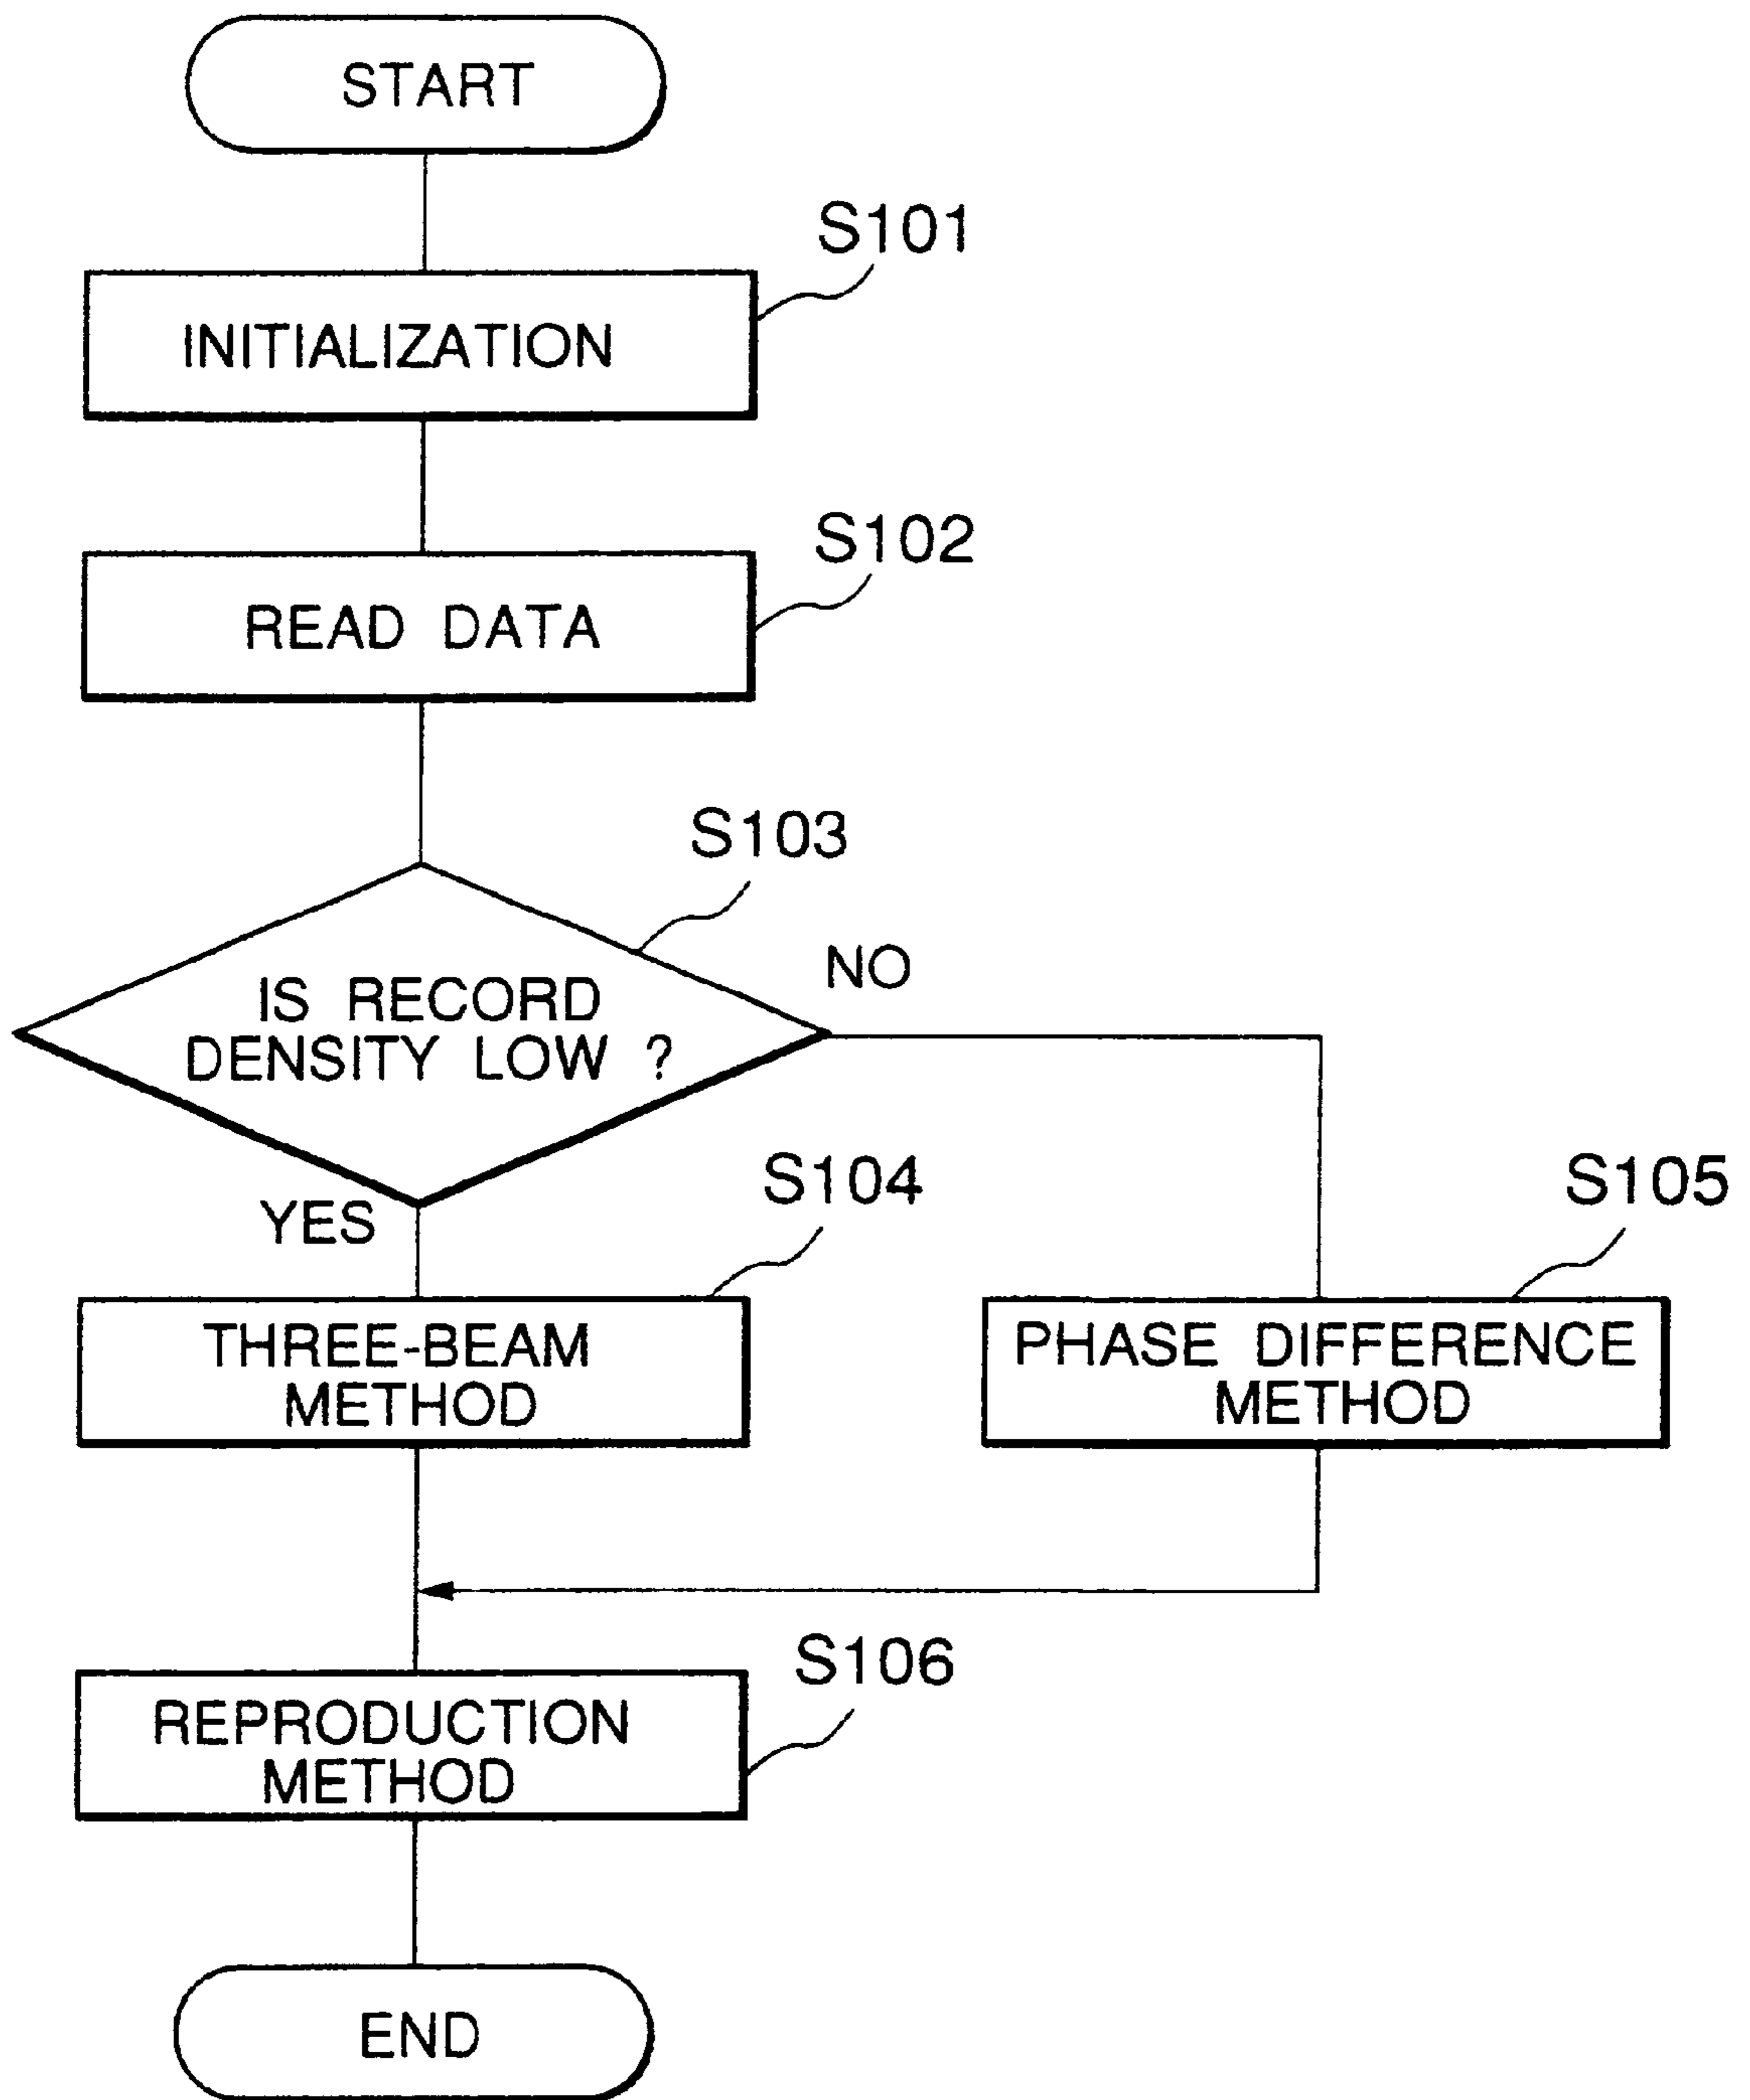 START
S101
INITIALIZATION
S102
READ DATA
S103
IS RECORD
DENSITY LOW ?
NO
YES
S104
THREE-BEAM
METHOD
S105
PHASE DIFFERENCE
METHOD
S106
REPRODUCTION
METHOD
END